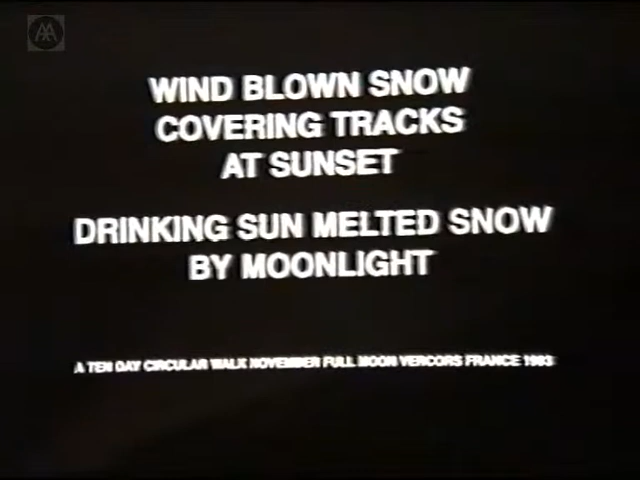 AA
WIND BLOWN SNOW
COVERING TRACKS
AT SUNSET
DRINKING SUN MELTED SNOW
BY MOONLIGHT
A TEN DAY CIRCULAR WALK NOVEMBER FULL MOON VERCORS FRANCE 1983